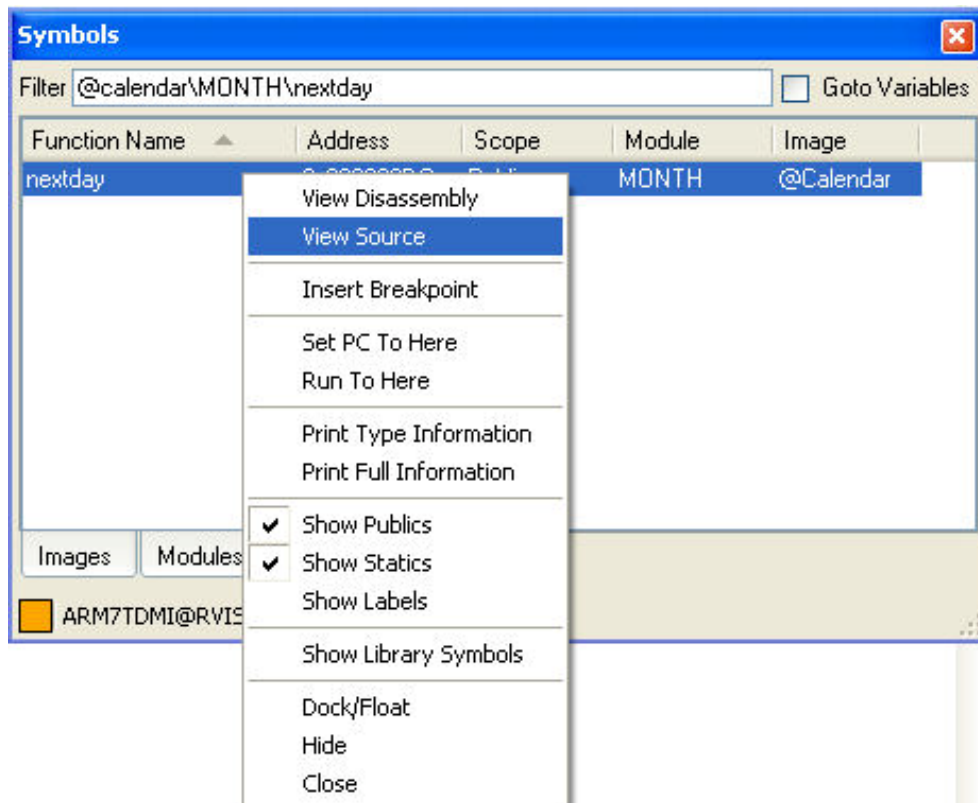 Symbols
Filter @calendar\MONTH\nextday Goto Variables
Function Name Address Scope Module Image
nextday MONTH @Calendar
View Disassembly
View Source
Insert Breakpoint
Set PC To Here
Run To Here
Print Type Information
Print Full Information
Show Publics
Images Modules Show Statics
Show Labels
ARM7TDMI@RVIS
Show Library Symbols
Dock/Float
Hide
Close